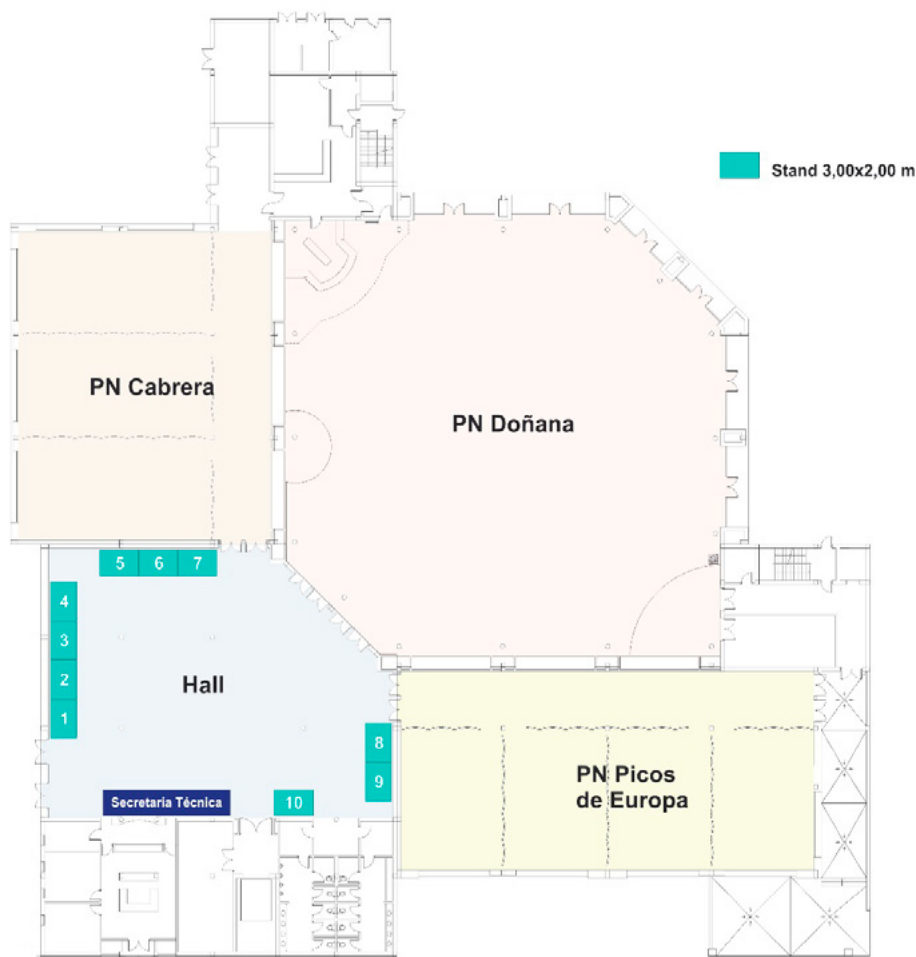 Stand 3,00x2,00 m
PN Cabrera
PN Doñana
5 6 7
4
3
2
1
Hall
8
9
PN Picos
de Europa
Secretaria Técnica
10